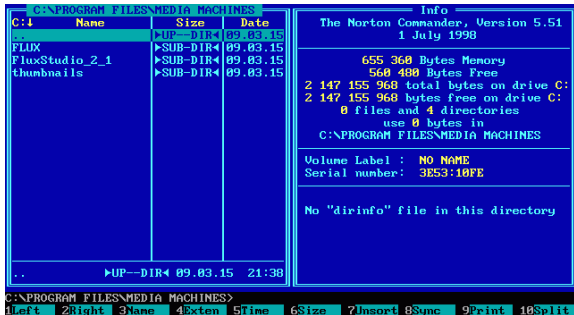 C:\PROGRAM FILES\MEDIA MACHINES
C:↓ Name Size Date
.. ►UP--DIR◄ 09.03.15
FLUX ►SUB-DIR◄ 09.03.15
FluxStudio_2_1 ►SUB-DIR◄ 09.03.15
thumbnails ►SUB-DIR◄ 09.03.15
.. ►UP--DIR◄ 09.03.15 21:38
Info
The Norton Commander, Version 5.51
1 July 1998
655 360 Bytes Memory
560 480 Bytes Free
2 147 155 968 total bytes on drive C:
2 147 155 968 bytes free on drive C:
0 files and 4 directories
use 0 bytes in
C:\PROGRAM FILES\MEDIA MACHINES
Volume Label : NO NAME
Serial number: 3E53:10FE
No "dirinfo" file in this directory
C:\PROGRAM FILES\MEDIA MACHINES>
1Left 2Right 3Name 4Exten 5Time 6Size 7Unsort 8Sync 9Print 10Split